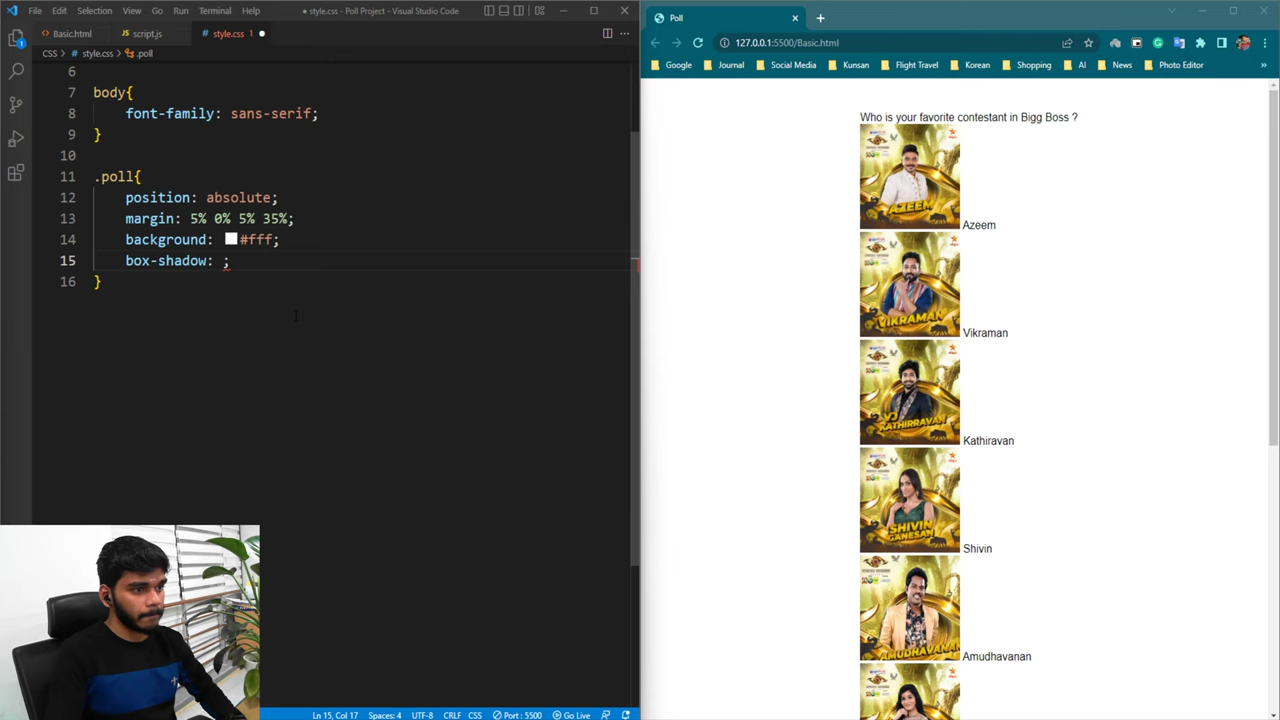 File Edit Selection View Go Run Terminal Help
● style.css - Poll Project - Visual Studio Code
Basic.html
script.js
style.css 1
CSS > style.css > .poll
6
7 body{
8 font-family: sans-serif;
9 }
10
11 .poll{
12 position: absolute;
13 margin: 5% 0% 5% 35%;
14 background: #fff;
15 box-shadow: ;
16 }
Ln 15, Col 17 Spaces: 4 UTF-8 CRLF CSS Port : 5500 Go Live
Poll
127.0.0.1:5500/Basic.html
Google Journal Social Media Kunsan Flight Travel Korean Shopping AI News Photo Editor »
Who is your favorite contestant in Bigg Boss ?
AZEEM
Azeem
VIKRAMAN
Vikraman
VJ
KATHIRRAVAN
Kathiravan
SHIVIN
GANESAN
Shivin
AMUDHAVANAN
Amudhavanan